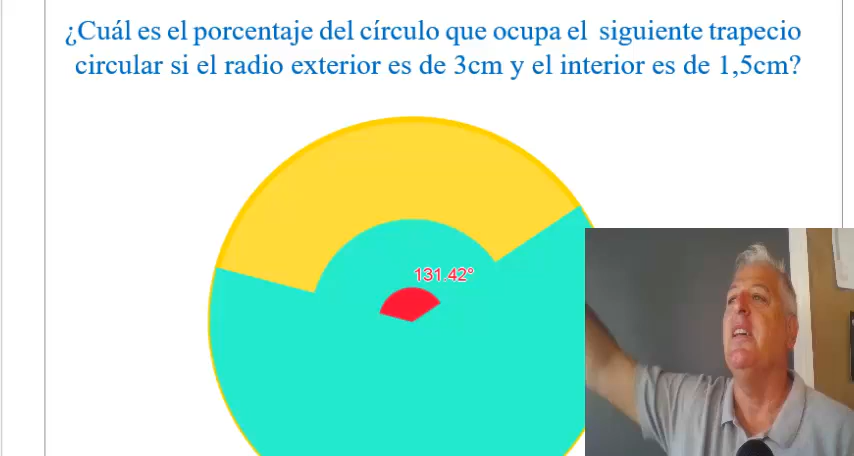 ¿Cuál es el porcentaje del círculo que ocupa el siguiente trapecio
circular si el radio exterior es de 3cm y el interior es de 1,5cm?
131.42°